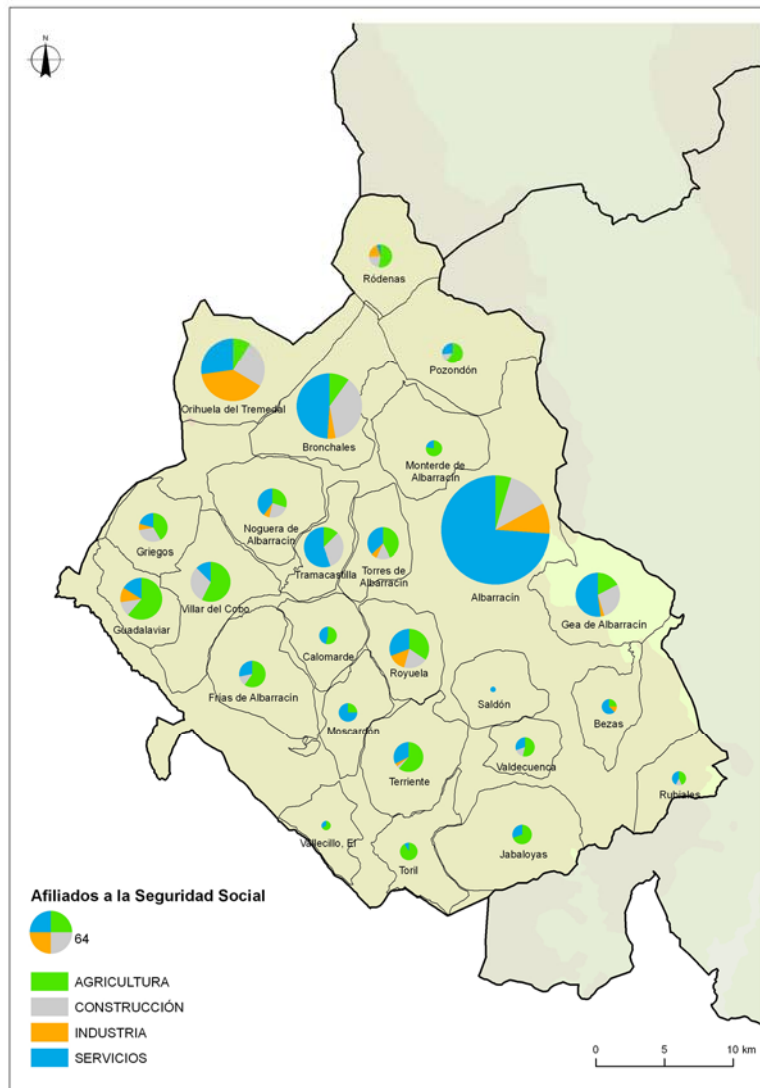 N
Ródenas
Pozondón
Orihuela del Tremedal
Bronchales
Monterde de
Albarracín
Noguera de
Albarracín
Griegos
Tramacastilla
Torres de
Albarracín
Albarracín
Gea de Albarracín
Villar del Cobo
Guadalaviar
Calomarde
Royuela
Frías de Albarracín
Saldón
Bezas
Moscardón
Valdecuenca
Terriente
Rubiales
Vallecillo, El
Toril
Jabaloyas
Afiliados a la Seguridad Social
64
AGRICULTURA
CONSTRUCCIÓN
INDUSTRIA
SERVICIOS
0 5 10 km